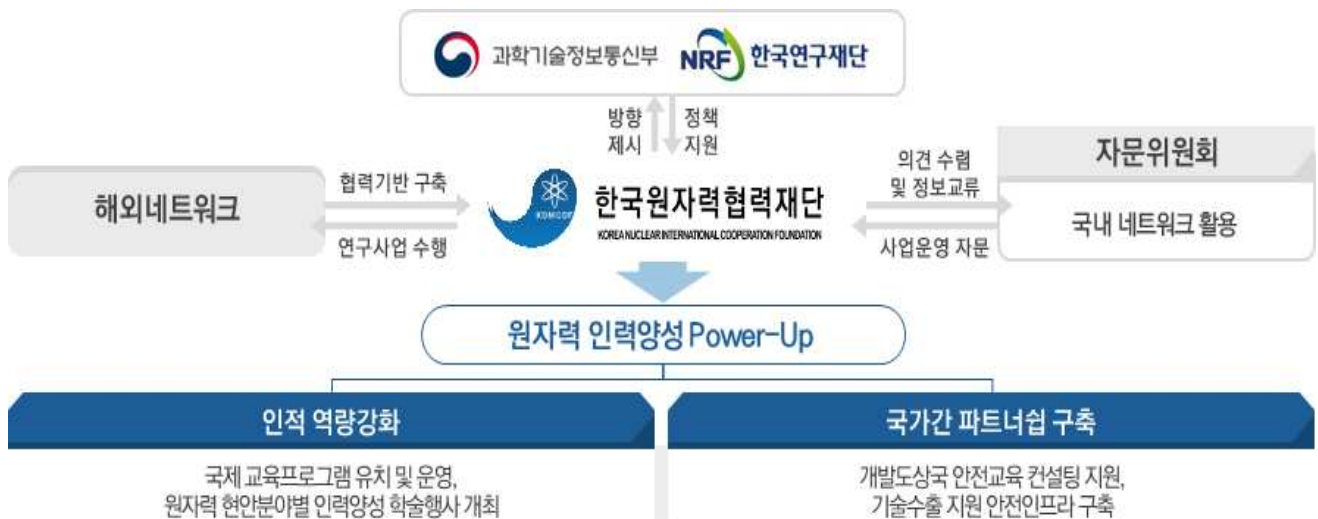 과학기술정보통신부 NRF 한국연구재단
방향
제시
정책
지원
해외네트워크
협력기반 구축
연구사업 수행
KONICOF
한국원자력협력재단
KOREA NUCLEAR INTERNATIONAL COOPERATION FOUNDATION
의견 수렴
및 정보교류
사업운영 자문
자문위원회
국내 네트워크 활용
원자력 인력양성 Power-Up
인적 역량강화
국제 교육프로그램 유치 및 운영,
원자력 현안분야별 인력양성 학술행사 개최
국가간 파트너쉽 구축
개발도상국 안전교육 컨설팅 지원,
기술수출 지원 안전인프라 구축